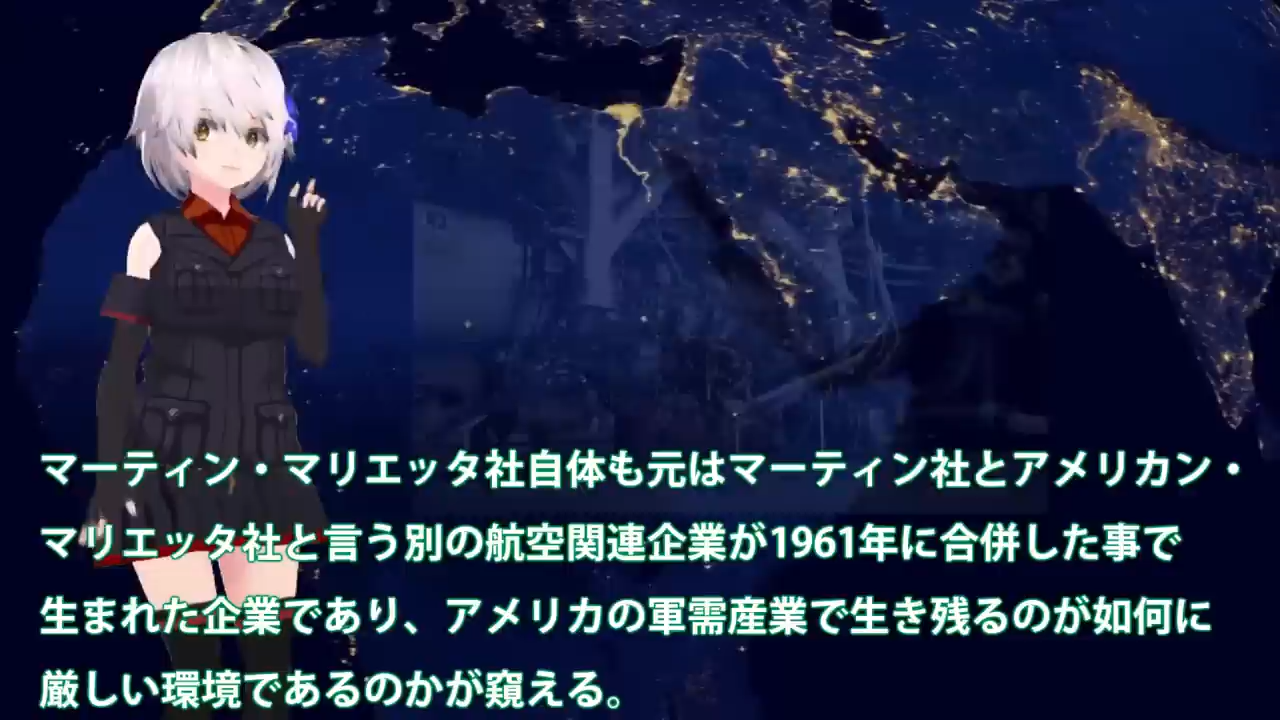 マーティン・マリエッタ社自体も元はマーティン社とアメリカン・
マリエッタ社と言う別の航空関連企業が1961年に合併した事で
生まれた企業であり、アメリカの軍需産業で生き残るのが如何に
厳しい環境であるのかが窺える。